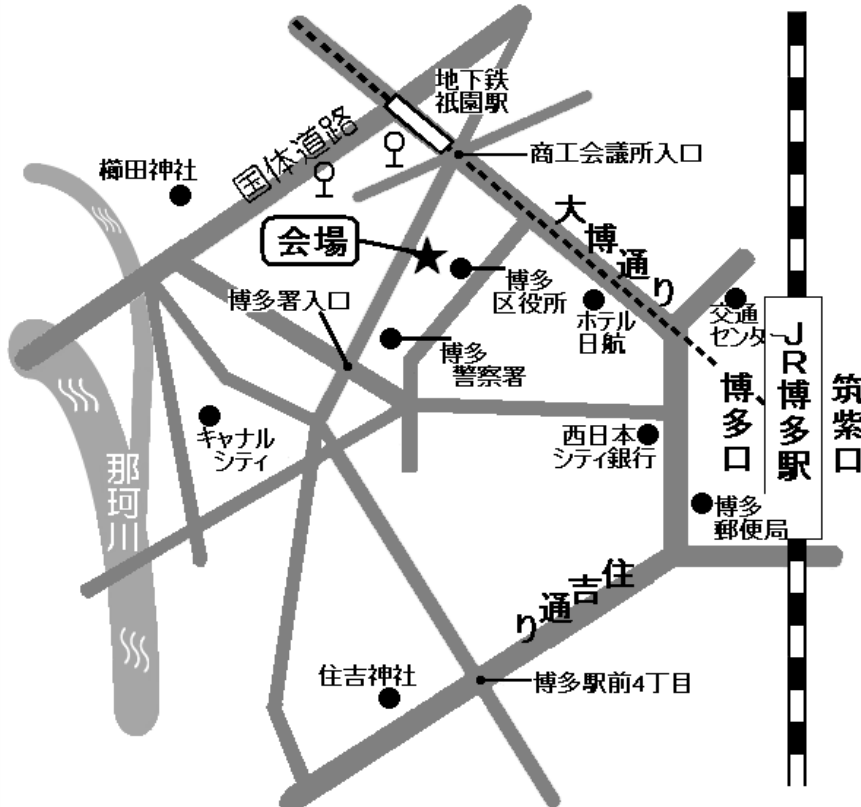 地下鉄
祇園駅
国体道路
櫛田神社
商工会議所入口
大博通り
会場
博多
区役所
博多署入口
博多
警察署
ホテル
日航
交通
センター
JR博多駅
博多口
筑紫口
キャナル
シティ
西日本
シティ銀行
那珂川
博多
郵便局
住吉通り
住吉神社
博多駅前4丁目